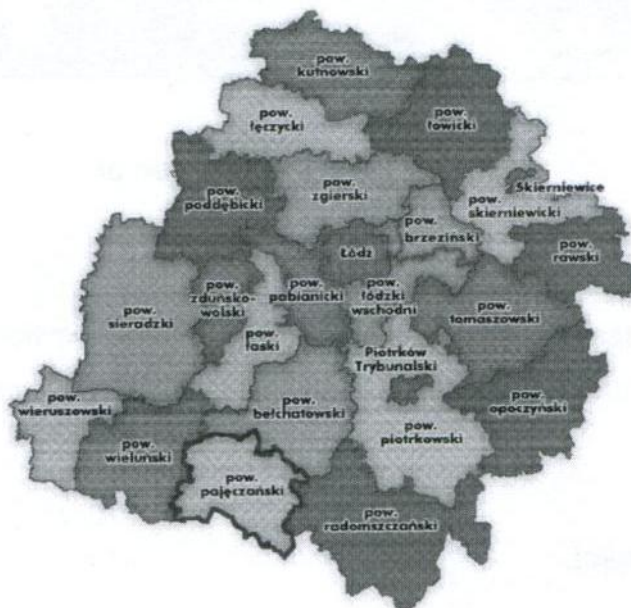 pow.
kutnowski
pow.
łęczycki
pow.
łowicki
pow.
poddębicki
pow.
zgierski
Skierniewice
pow.
skierniewicki
pow.
brzeziński
Łódź
pow.
rawski
pow.
sieradzki
pow.
zduńsko-
wolski
pow.
pabianicki
pow.
łódzki
wschodni
pow.
tomaszowski
pow.
łaski
Piotrków
Trybunalski
pow.
wieruszowski
pow.
bełchatowski
pow.
opoczyński
pow.
piotrkowski
pow.
wieluński
pow.
pajęczański
pow.
radomszczański